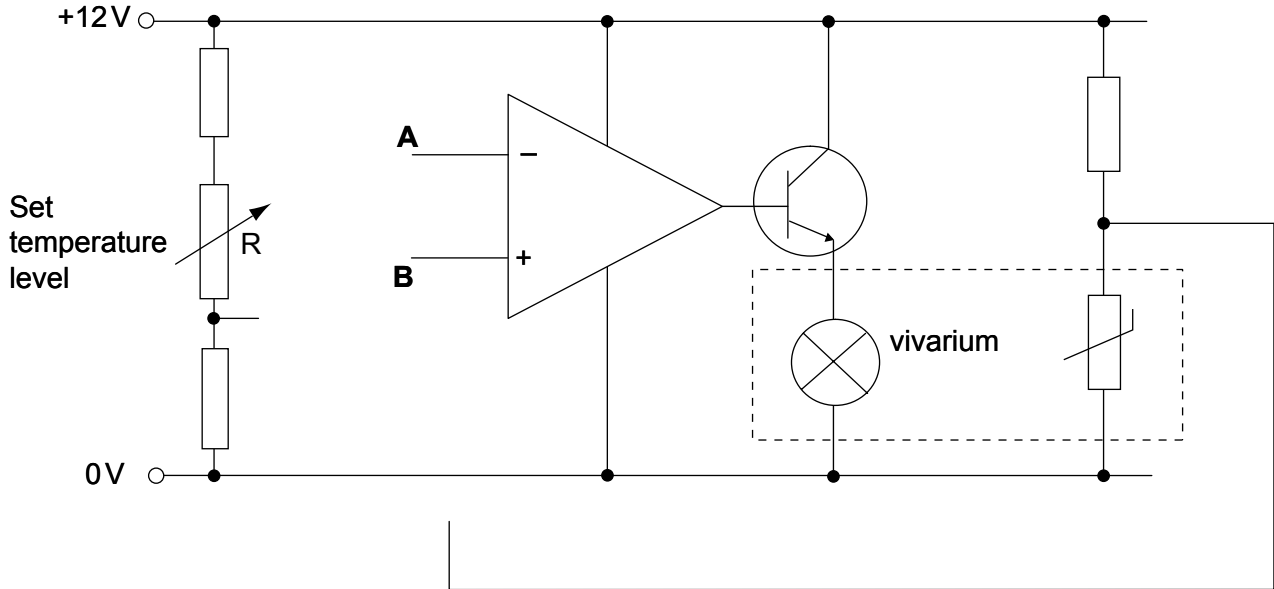 +12V
A
−
Set
temperature
level
R
B
+
vivarium
0V